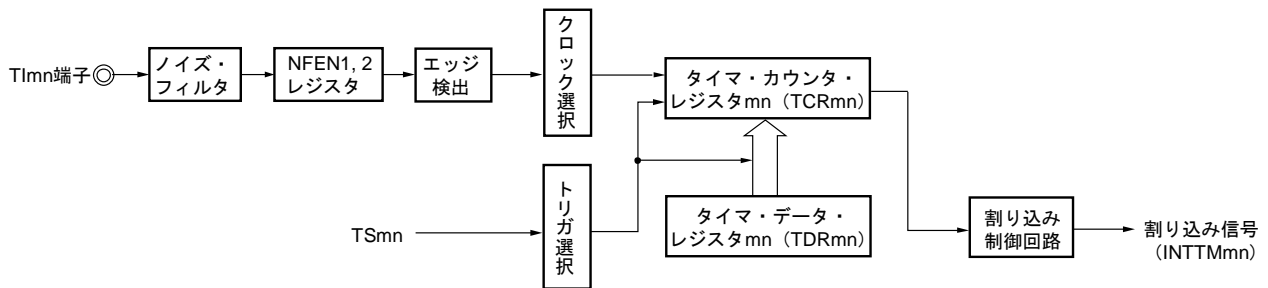 TImn端子
ノイズ・
フィルタ
NFEN1, 2
レジスタ
エッジ
検出
クロック選択
タイマ・カウンタ・
レジスタmn（TCRmn）
TSmn
トリガ選択
タイマ・データ・
レジスタmn（TDRmn）
割り込み
制御回路
割り込み信号
（INTTMmn）